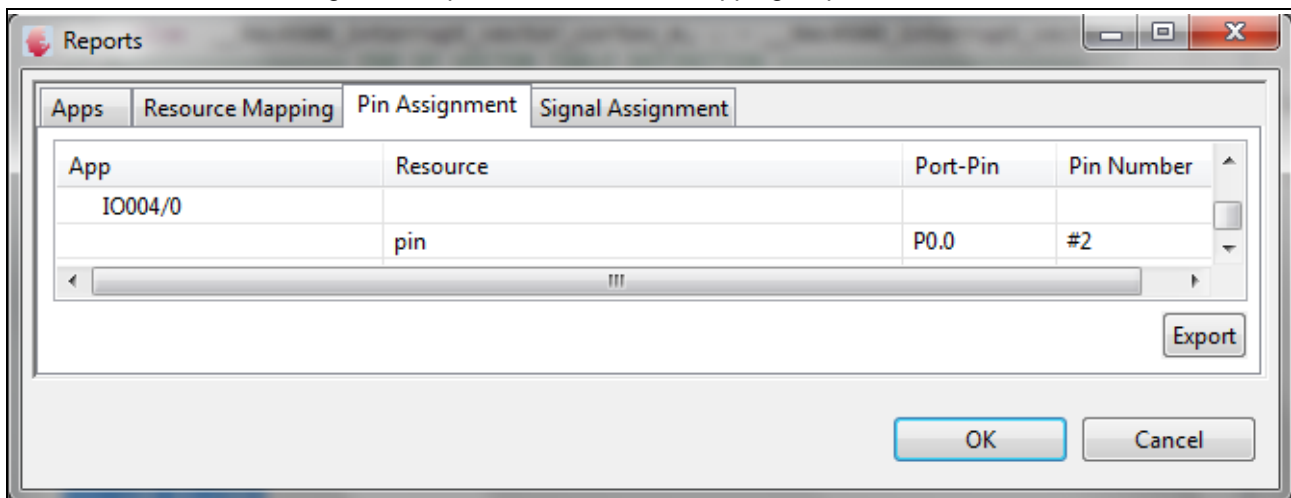 Reports
Apps Resource Mapping Pin Assignment Signal Assignment
App Resource Port-Pin Pin Number
IO004/0
pin P0.0 #2
Export
OK Cancel